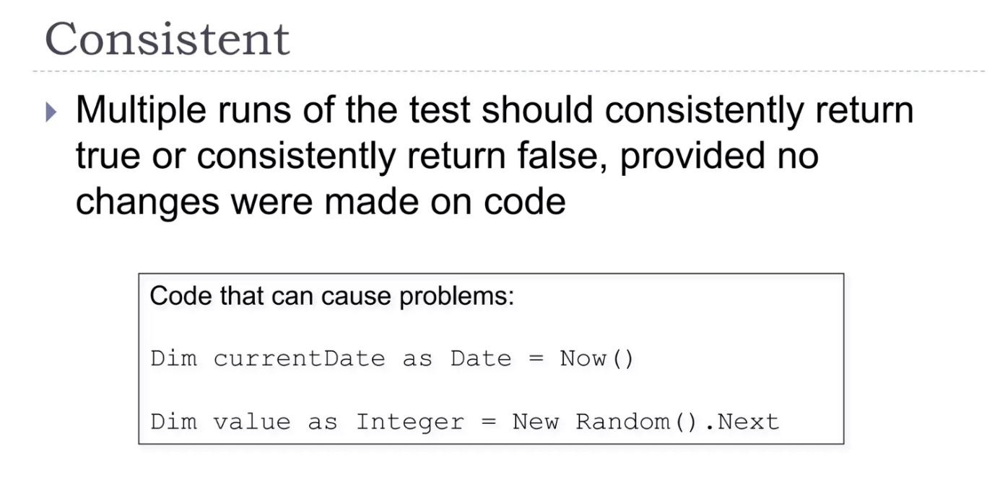 Consistent
Multiple runs of the test should consistently return
true or consistently return false, provided no
changes were made on code
Code that can cause problems:
Dim currentDate as Date = Now()
Dim value as Integer = New Random().Next